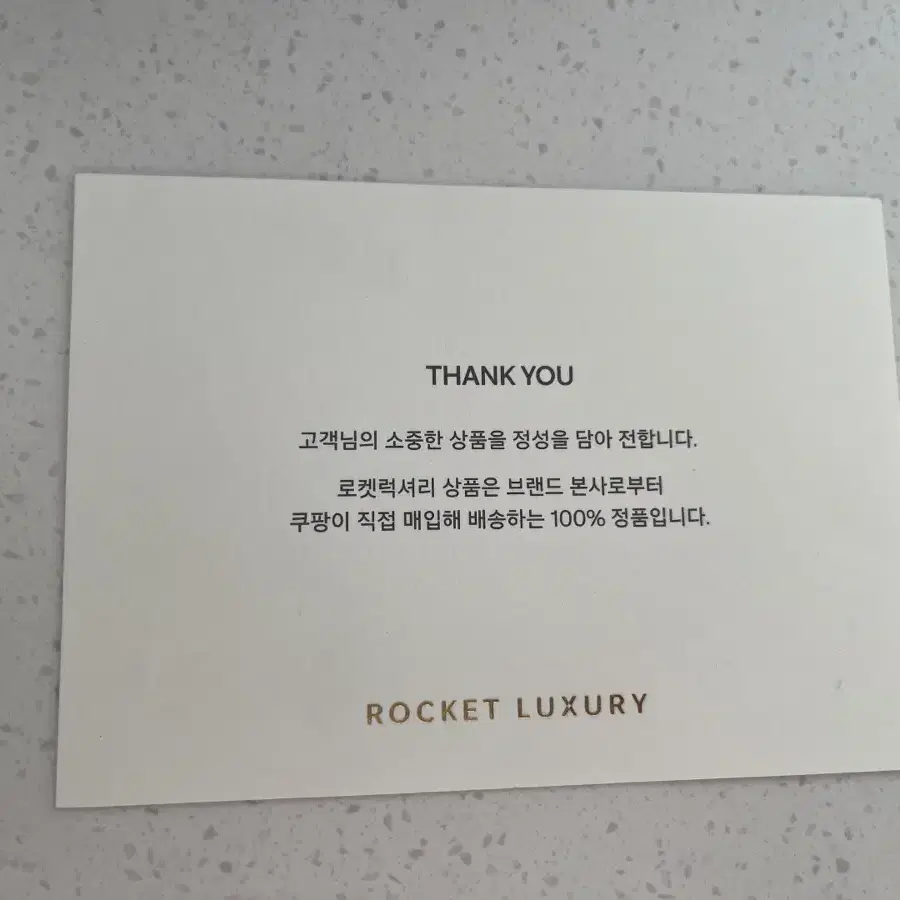 THANK YOU
고객님의 소중한 상품을 정성을 담아 전합니다.
로켓럭셔리 상품은 브랜드 본사로부터
쿠팡이 직접 매입해 배송하는 100% 정품입니다.
ROCKET LUXURY